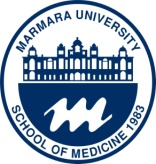 MARMARA UNIVERSITY
SCHOOL OF MEDICINE 1983